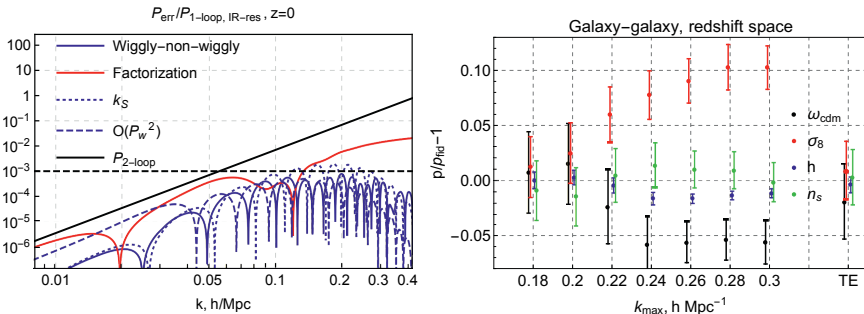 P_err/P_1-loop, IR-res, z=0
100
10
1
10^-1
10^-2
10^-3
10^-4
10^-5
10^-6
Wiggly-non-wiggly
Factorization
k_S
O(P_w^2)
P_2-loop
0.01 0.05 0.1 0.2 0.3 0.4
k, h/Mpc
Galaxy-galaxy, redshift space
p/p_fid-1
0.10
0.05
0.00
-0.05
ω_cdm
σ_8
h
n_s
0.18 0.2 0.22 0.24 0.26 0.28 0.3 TE
k_max, h Mpc^-1